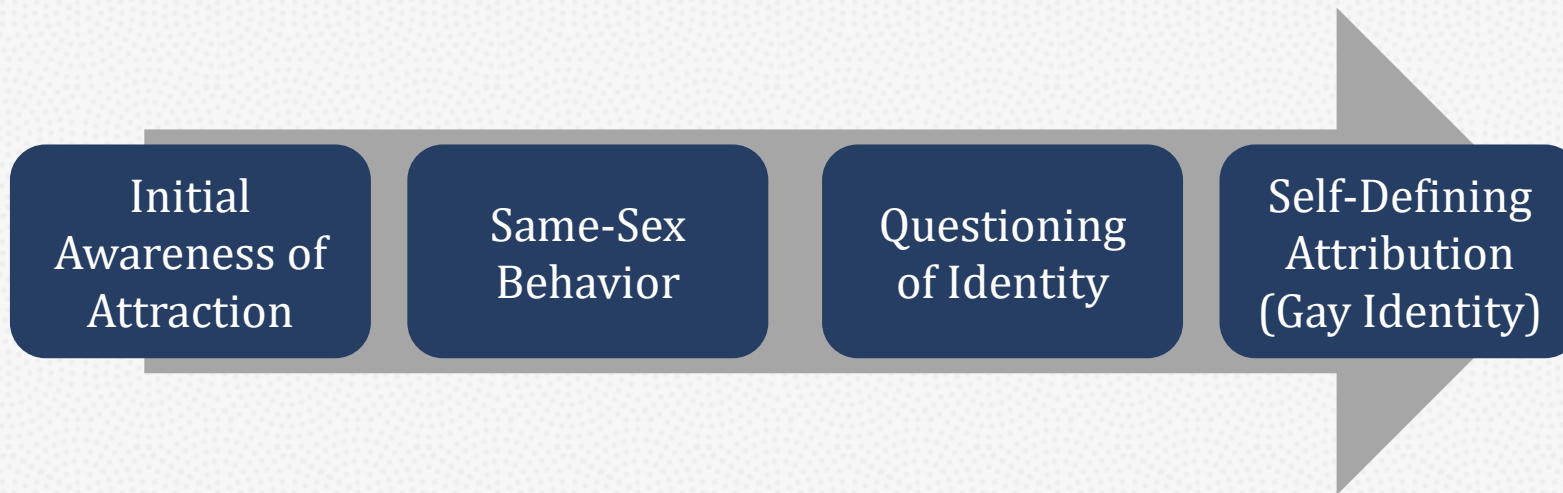 Initial
Awareness of
Attraction
Same-Sex
Behavior
Questioning
of Identity
Self-Defining
Attribution
(Gay Identity)